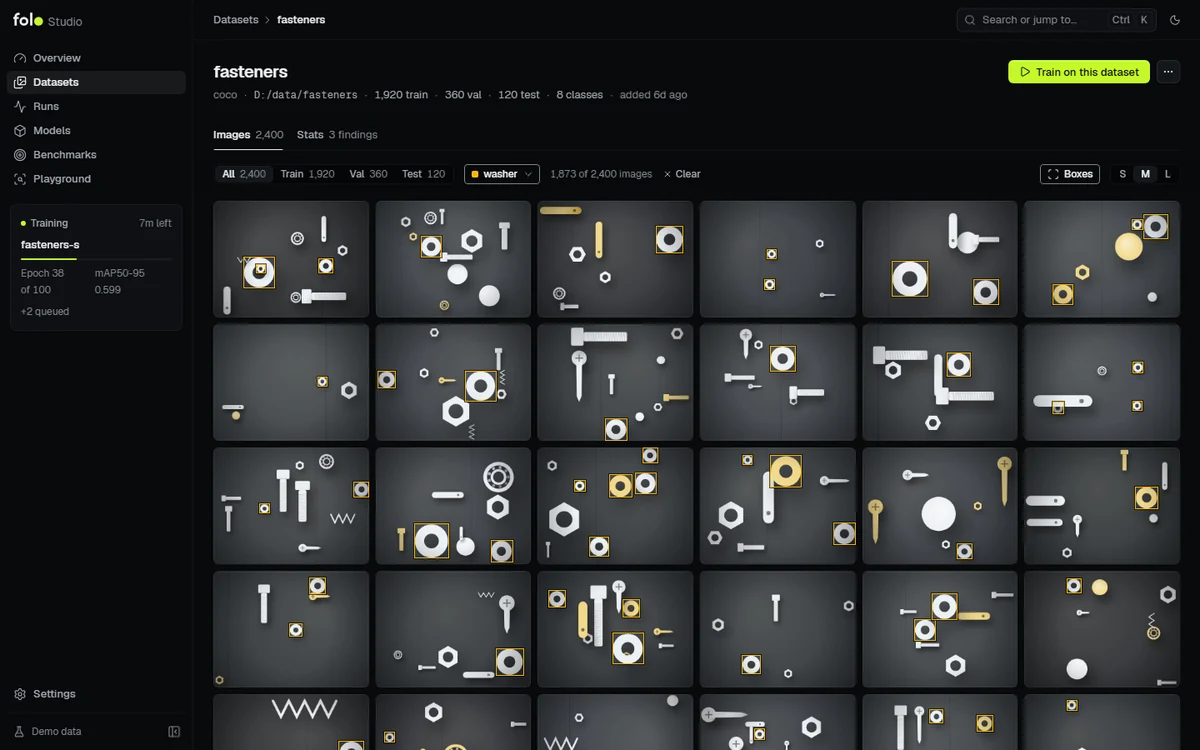 folo Studio
Overview
Datasets
Runs
Models
Benchmarks
Playground
Training 7m left
fasteners-s
Epoch 38 of 100
mAP50-95 0.599
+2 queued
Settings
Demo data
Datasets > fasteners
Search or jump to... Ctrl K
fasteners
Train on this dataset ...
coco · D:/data/fasteners · 1,920 train · 360 val · 120 test · 8 classes · added 6d ago
Images 2,400 Stats 3 findings
All 2,400 Train 1,920 Val 360 Test 120 washer 1,873 of 2,400 images × Clear Boxes S M L